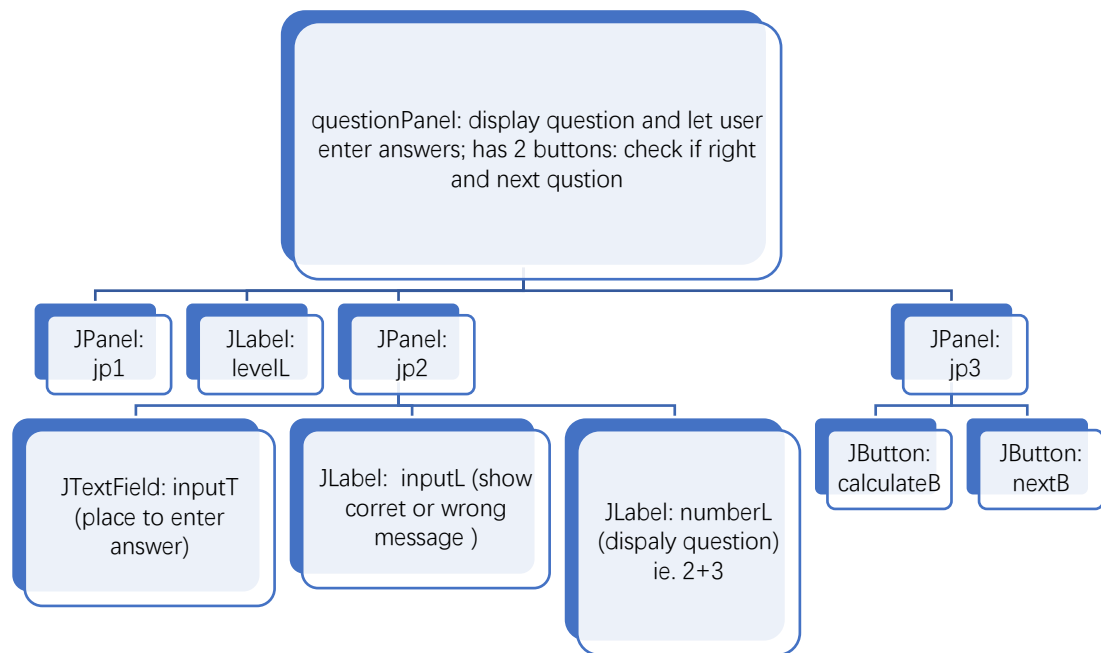 questionPanel: display question and let user
enter answers; has 2 buttons: check if right
and next qustion
JPanel:
jp1
JLabel:
levelL
JPanel:
jp2
JPanel:
jp3
JTextField: inputT
(place to enter
answer)
JLabel:  inputL (show
corret or wrong
message )
JLabel: numberL
(dispaly question)
ie. 2+3
JButton:
calculateB
JButton:
nextB